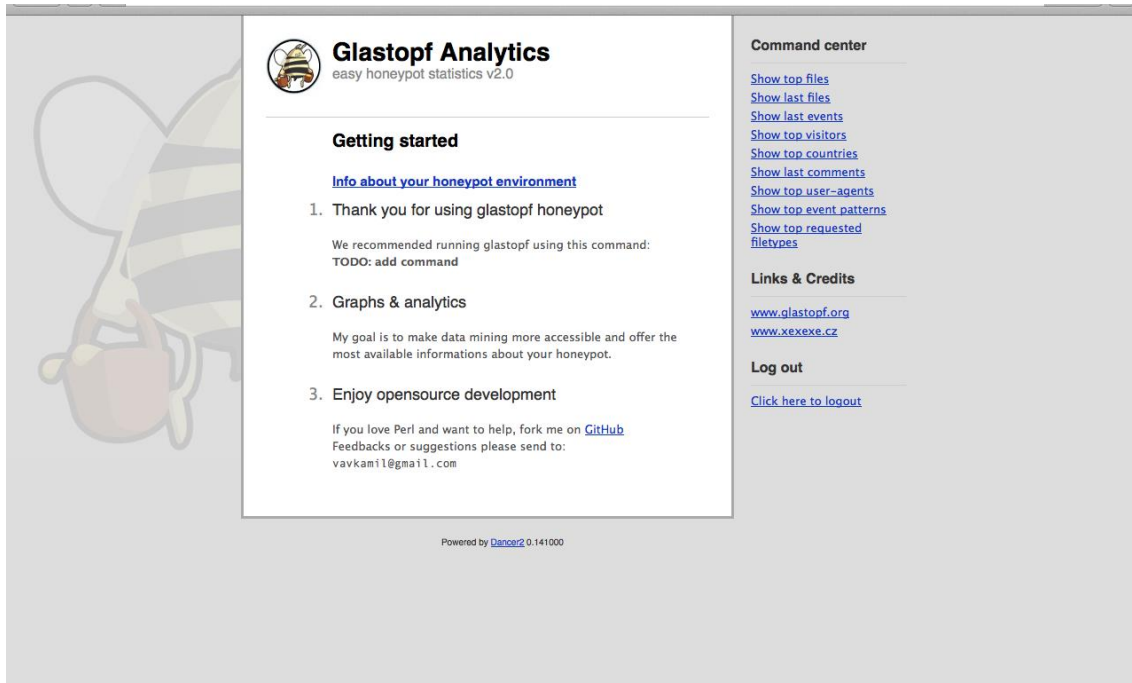 Glastopf Analytics
easy honeypot statistics v2.0
Getting started
Info about your honeypot environment
1. Thank you for using glastopf honeypot
We recommended running glastopf using this command:
TODO: add command
2. Graphs & analytics
My goal is to make data mining more accessible and offer the
most available informations about your honeypot.
3. Enjoy opensource development
If you love Perl and want to help, fork me on GitHub
Feedbacks or suggestions please send to:
vavkamil@gmail.com
Powered by Dancer2 0.141000
Command center
Show top files
Show last files
Show last events
Show top visitors
Show top countries
Show last comments
Show top user-agents
Show top event patterns
Show top requested
filetypes
Links & Credits
www.glastopf.org
www.xexexe.cz
Log out
Click here to logout